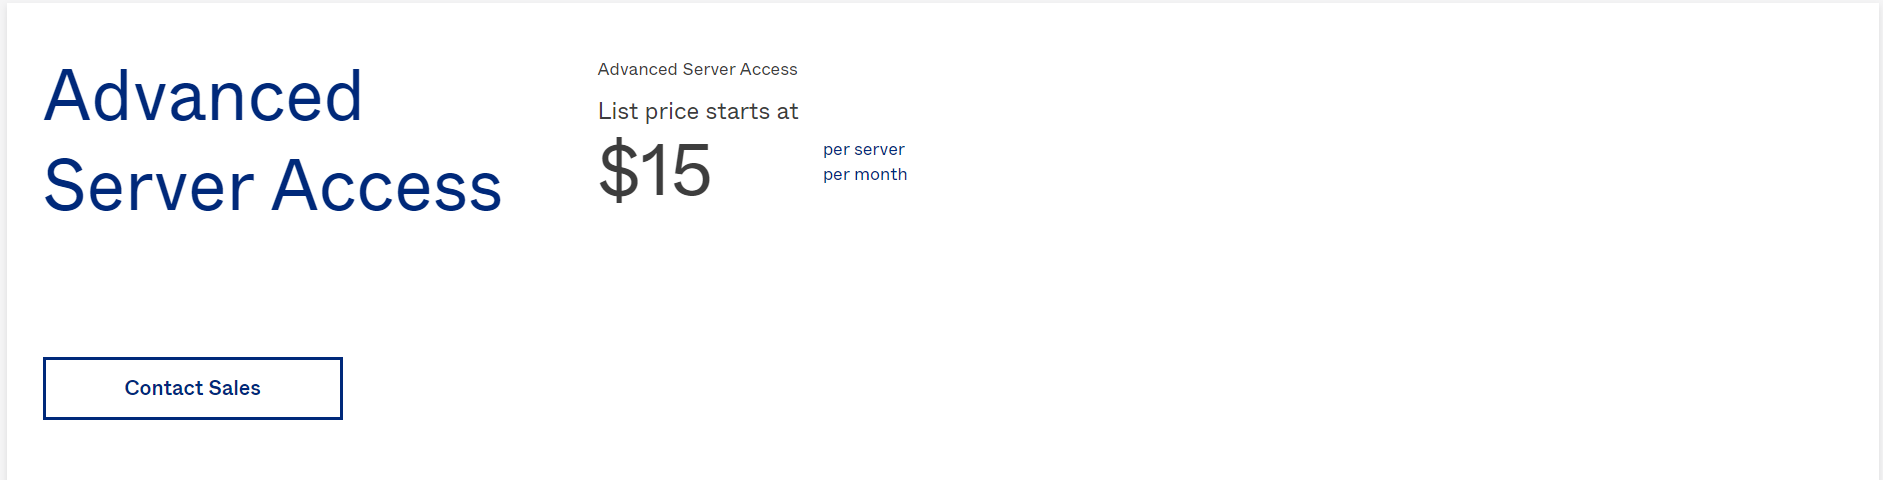 Advanced
Server Access
Advanced Server Access
List price starts at
$15
per server
per month
Contact Sales